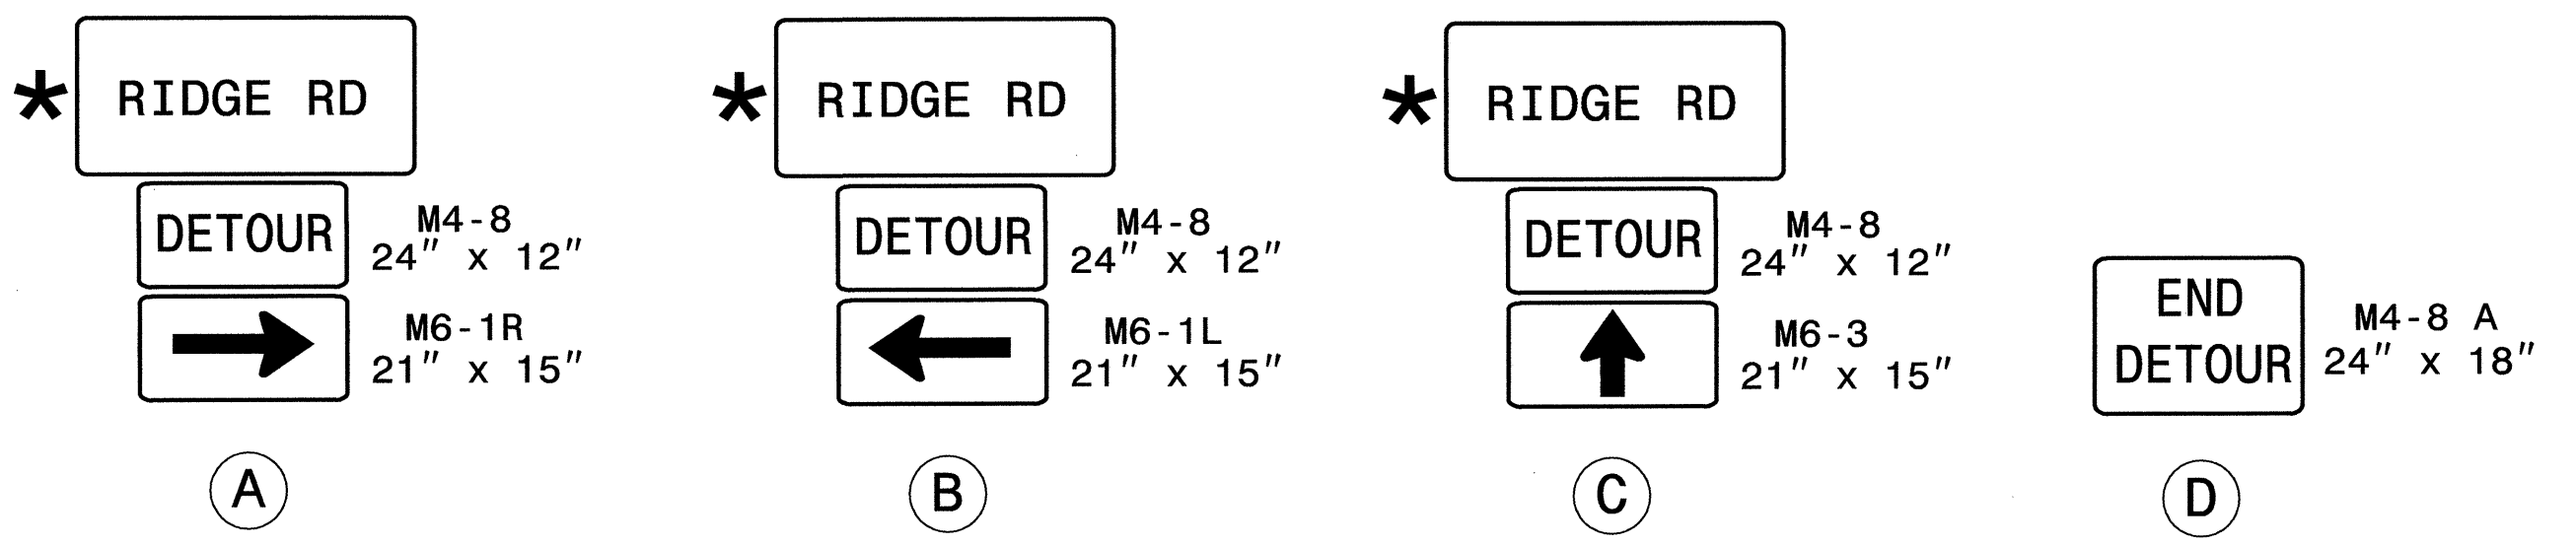 * RIDGE RD
DETOUR
M4-8
24" x 12"
M6-1R
21" x 15"
A
* RIDGE RD
DETOUR
M4-8
24" x 12"
M6-1L
21" x 15"
B
* RIDGE RD
DETOUR
M4-8
24" x 12"
M6-3
21" x 15"
C
END
DETOUR
M4-8 A
24" x 18"
D